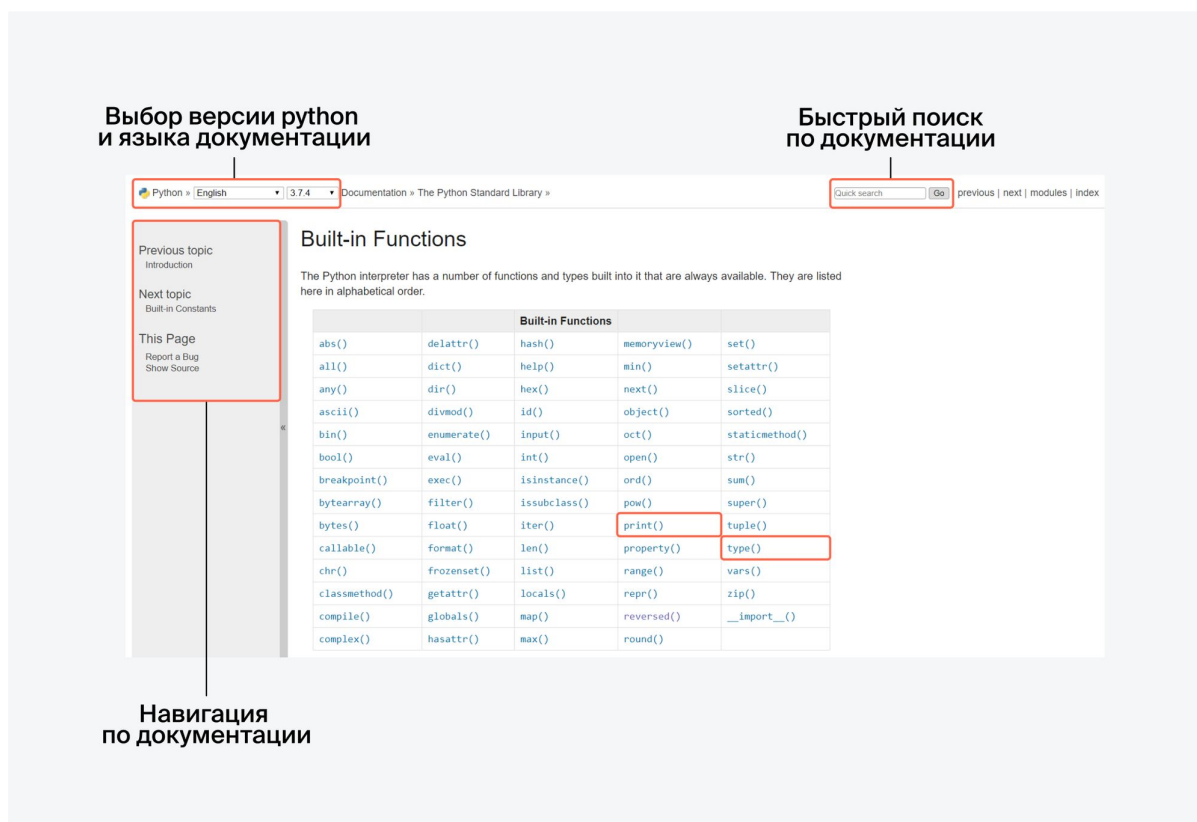 Выбор версии python
и языка документации
Быстрый поиск
по документации
Python » English 3.7.4 Documentation » The Python Standard Library »
Quick search Go previous | next | modules | index
Previous topic
Introduction
Next topic
Built-in Constants
This Page
Report a Bug
Show Source
«
Built-in Functions
The Python interpreter has a number of functions and types built into it that are always available. They are listed
here in alphabetical order.
Built-in Functions
abs() delattr() hash() memoryview() set()
all() dict() help() min() setattr()
any() dir() hex() next() slice()
ascii() divmod() id() object() sorted()
bin() enumerate() input() oct() staticmethod()
bool() eval() int() open() str()
breakpoint() exec() isinstance() ord() sum()
bytearray() filter() issubclass() pow() super()
bytes() float() iter() print() tuple()
callable() format() len() property() type()
chr() frozenset() list() range() vars()
classmethod() getattr() locals() repr() zip()
compile() globals() map() reversed() __import__()
complex() hasattr() max() round()
Навигация
по документации